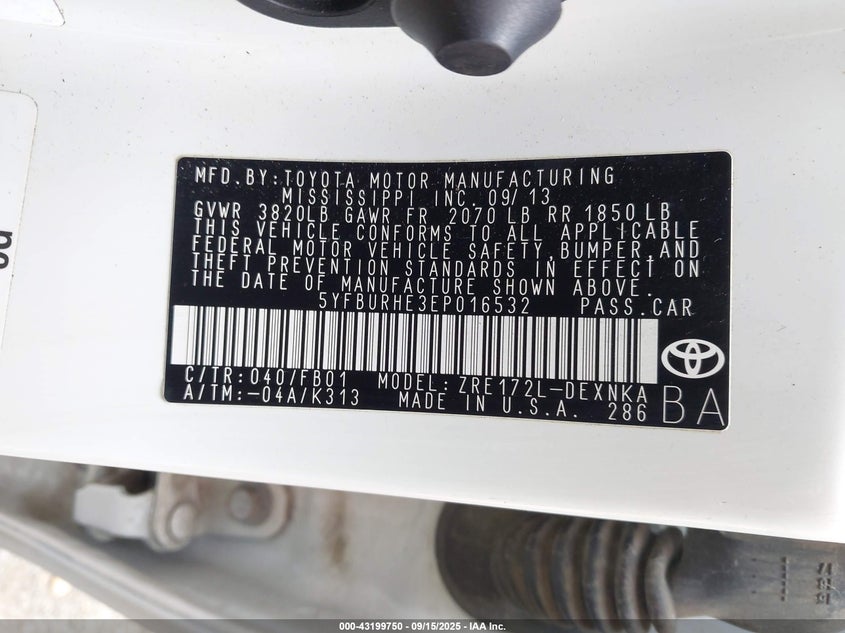 MFD.BY:TOYOTA MOTOR MANUFACTURING
MISSISSIPPI INC. 09/13
GVWR 3820LB GAWR FR 2070 LB RR 1850 LB
THIS VEHICLE CONFORMS TO ALL APPLICABLE
FEDERAL MOTOR VEHICLE SAFETY,BUMPER,AND
THEFT PREVENTION STANDARDS IN EFFECT ON
THE DATE OF MANUFACTURE SHOWN ABOVE.
5YFBURHE3EP016532 PASS.CAR
C/TR: 040/FB01 MODEL: ZRE172L-DEXNKA
A/TM:-04A/K313 MADE IN U.S.A. 286
BA
000-43199750 - 09/15/2025 - IAA Inc.